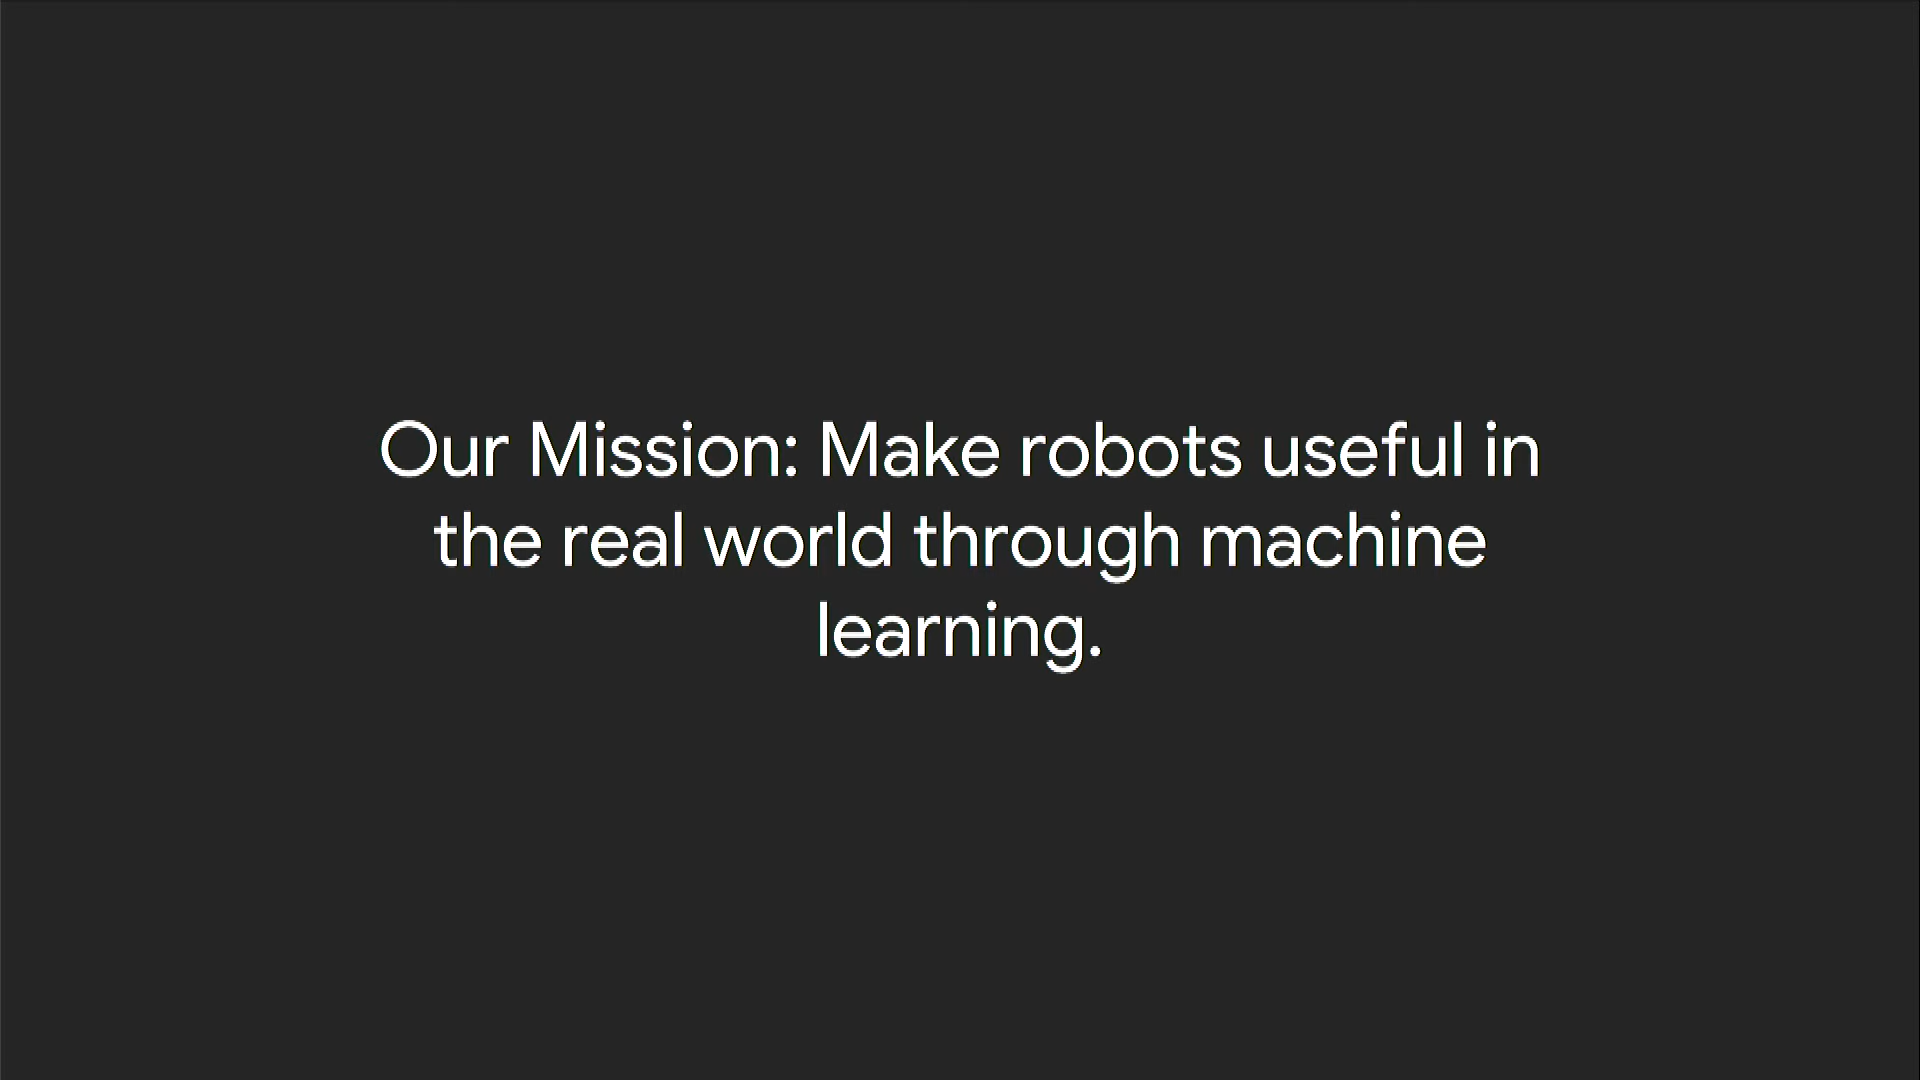 Our Mission: Make robots useful in
the real world through machine
learning.